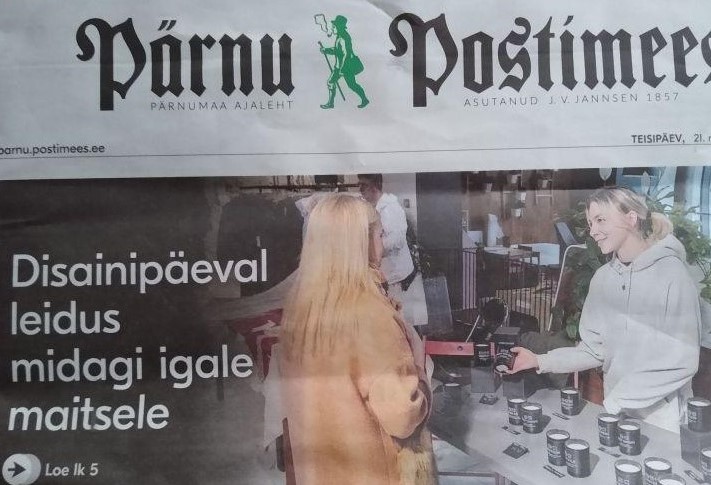 Pärnu Postimees
PÄRNUMAA AJALEHT
ASUTANUD J. V. JANNSEN 1857
parnu.postimees.ee
TEISIPÄEV, 21.
Disainipäeval
leidus
midagi igale
maitsele
Loe lk 5